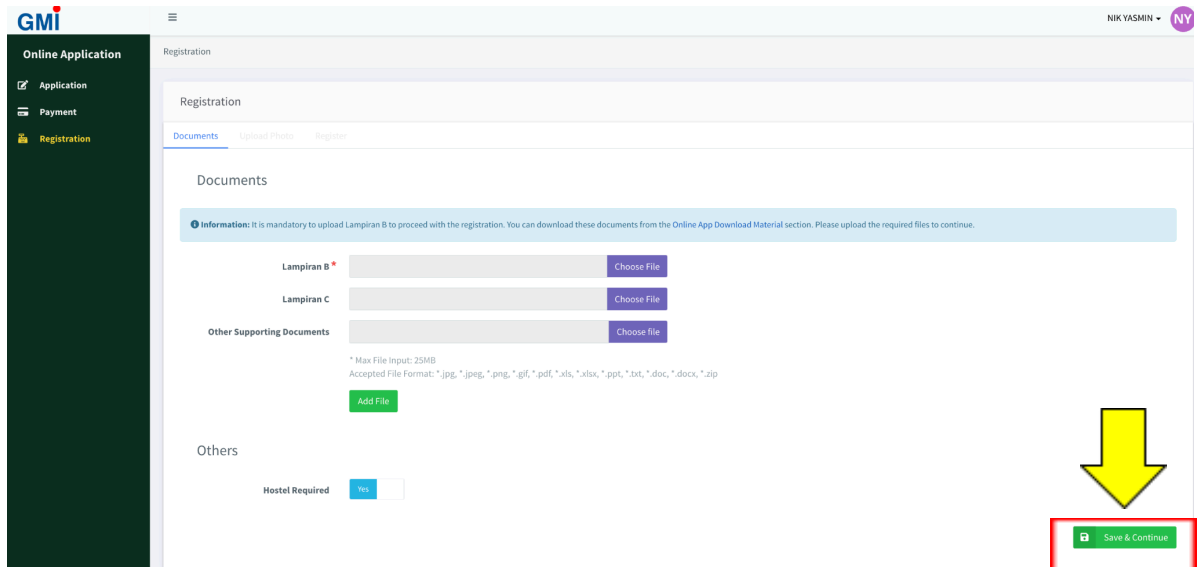 GMi
NIK YASMIN
NY
Online Application
Registration
Application
Payment
Registration
Registration
Documents Upload Photo Register
Documents
Information: It is mandatory to upload Lampiran B to proceed with the registration. You can download these documents from the Online App Download Material section. Please upload the required files to continue.
Lampiran B * Choose File
Lampiran C Choose File
Other Supporting Documents Choose file
* Max File Input: 25MB
Accepted File Format: *.jpg, *.jpeg, *.png, *.gif, *.pdf, *.xls, *.xlsx, *.ppt, *.txt, *.doc, *.docx, *.zip
Add File
Others
Hostel Required Yes
Save & Continue